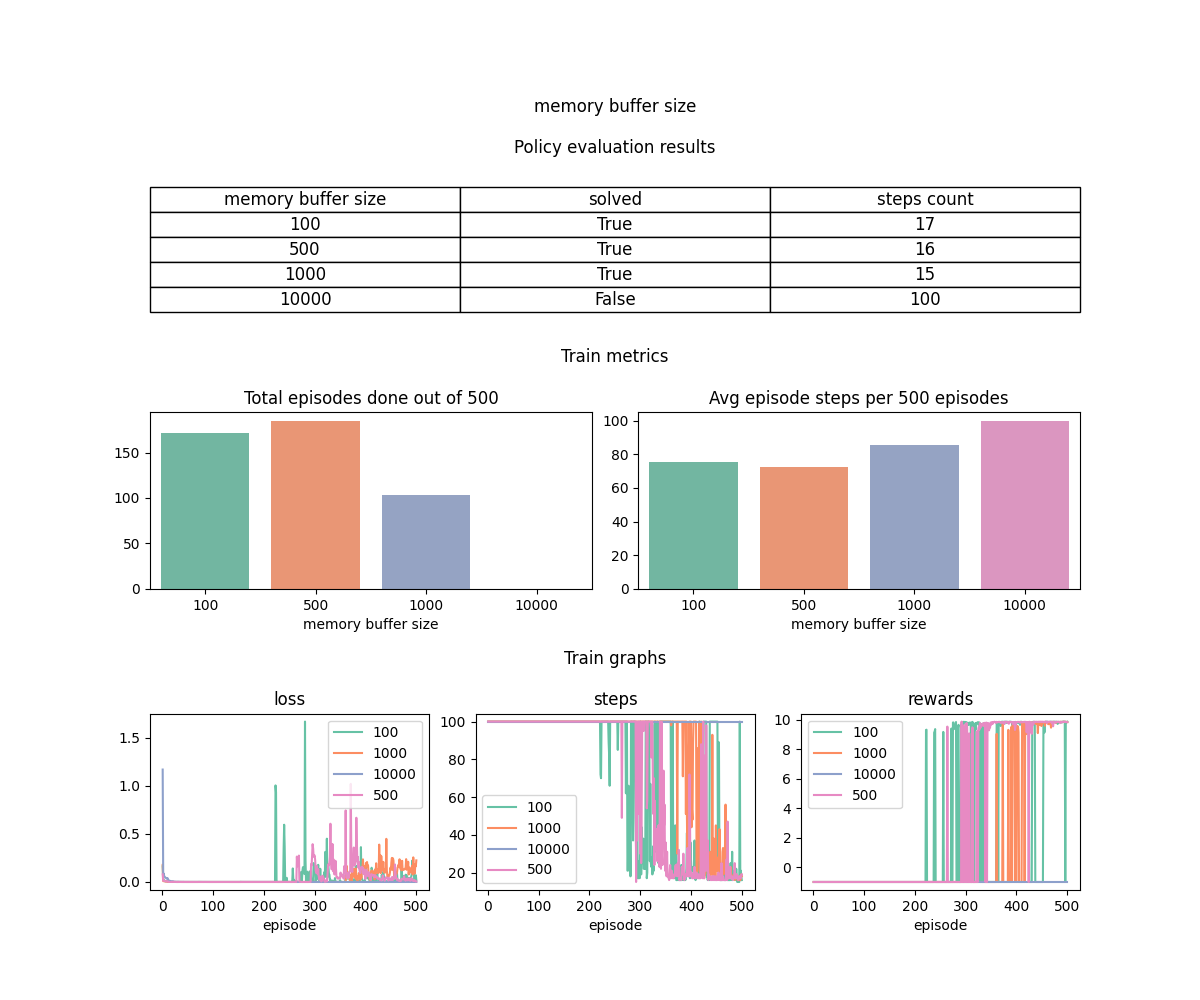 memory buffer size
Policy evaluation results
memory buffer size solved steps count
100 True 17
500 True 16
1000 True 15
10000 False 100
Train metrics
Total episodes done out of 500
150
100
50
0
100 500 1000 10000
memory buffer size
Avg episode steps per 500 episodes
100
80
60
40
20
0
100 500 1000 10000
memory buffer size
Train graphs
loss
1.5
1.0
0.5
0.0
100
1000
10000
500
0 100 200 300 400 500
episode
steps
100
80
60
40
20
100
1000
10000
500
0 100 200 300 400 500
episode
rewards
10
8
6
4
2
0
100
1000
10000
500
0 100 200 300 400 500
episode